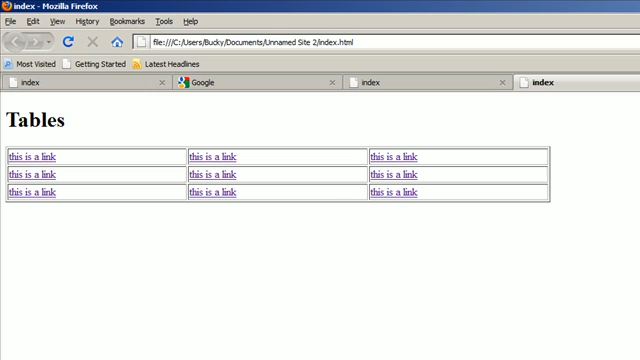 index - Mozilla Firefox
File Edit View History Bookmarks Tools Help
file:///C:/Users/Bucky/Documents/Unnamed Site 2/index.html
Most Visited Getting Started Latest Headlines
index Google index index
Tables
this is a link this is a link this is a link
this is a link this is a link this is a link
this is a link this is a link this is a link